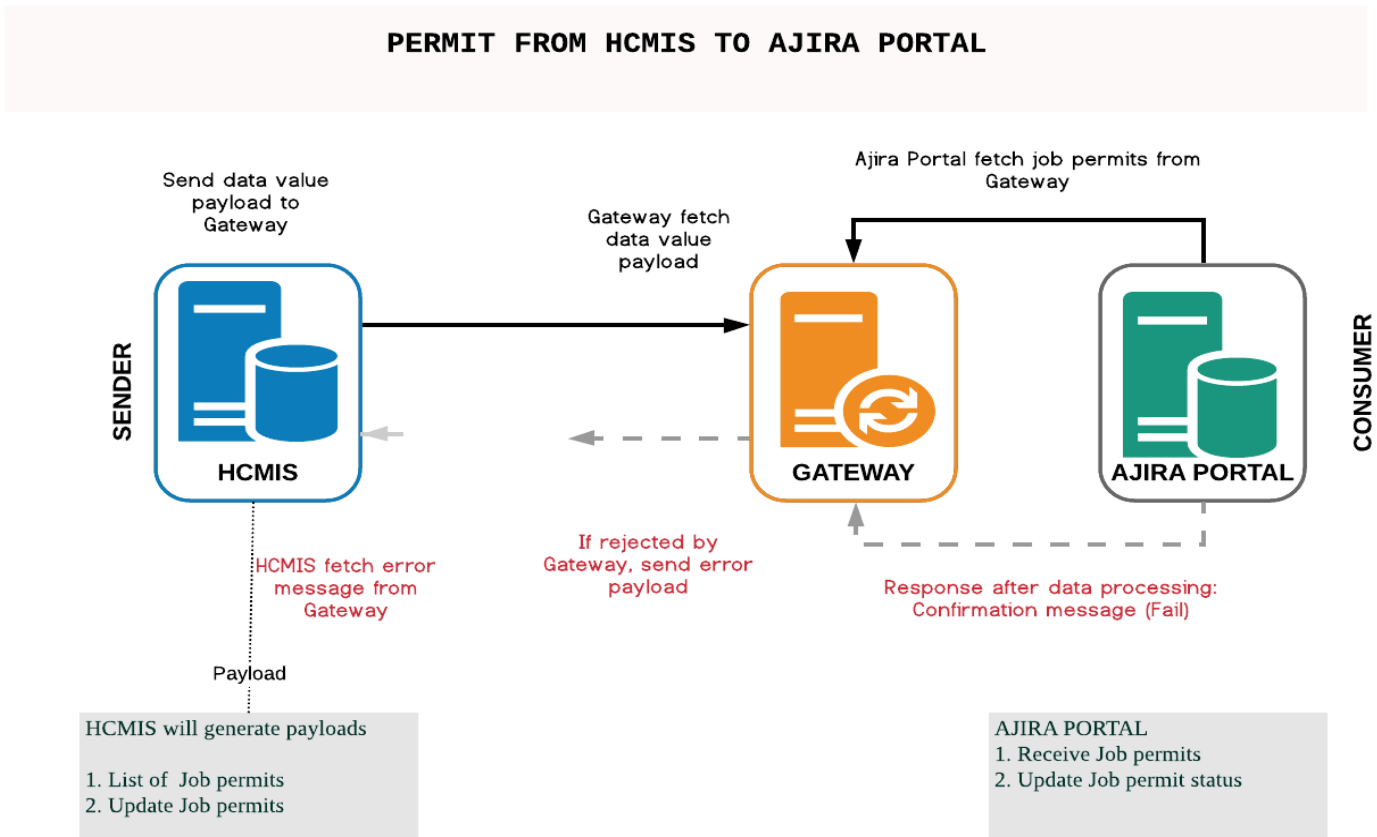 PERMIT FROM HCMIS TO AJIRA PORTAL
Send data value
payload to
Gateway
Gateway fetch
data value
payload
Ajira Portal fetch job permits from
Gateway
SENDER
HCMIS
GATEWAY
AJIRA PORTAL
CONSUMER
HCMIS fetch error
message from
Gateway
If rejected by
Gateway, send error
payload
Response after data processing:
Confirmation message (Fail)
Payload
HCMIS will generate payloads
1. List of Job permits
2. Update Job permits
AJIRA PORTAL
1. Receive Job permits
2. Update Job permit status